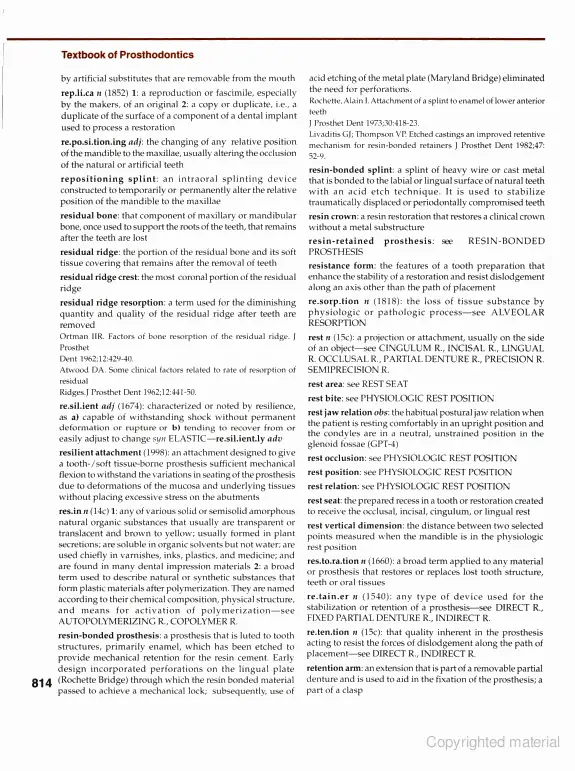 Textbook of Prosthodontics
by artificial substitutes that are removable from the mouth
rep.li.ca n (1852) 1: a reproduction or fascimile, especially
by the makers, of an original 2: a copy or duplicate, i.e., a
duplicate of the surface of a component of a dental implant
used to process a restoration
re.po.si.tion.ing adj: the changing of any relative position
of the mandible to the maxillae, usually altering the occlusion
of the natural or artificial teeth
repositioning splint: an intraoral splinting device
constructed to temporarily or permanently alter the relative
position of the mandible to the maxillae
residual bone: that component of maxillary or mandibular
bone, once used to support the roots of the teeth, that remains
after the teeth are lost
residual ridge: the portion of the residual bone and its soft
tissue covering that remains after the removal of teeth
residual ridge crest: the most coronal portion of the residual
ridge
residual ridge resorption: a term used for the diminishing
quantity and quality of the residual ridge after teeth are
removed
Ortman HR. Factors of bone resorption of the residual ridge. J
Prosthet
Dent 1962;12:429-40.
Atwood DA. Some clinical factors related to rate of resorption of
residual
Ridges.J Prosthet Dent 1962;12:441-50.
re.sil.ient adj (1674): characterized or noted by resilience,
as a) capable of withstanding shock without permanent
deformation or rupture or b) tending to recover from or
easily adjust to change syn ELASTIC—re.sil.ient.ly adv
resilient attachment (1998): an attachment designed to give
a tooth-/soft tissue-borne prosthesis sufficient mechanical
flexion to withstand the variations in seating of the prosthesis
due to deformations of the mucosa and underlying tissues
without placing excessive stress on the abutments
res.in n (14c) 1: any of various solid or semisolid amorphous
natural organic substances that usually are transparent or
translacent and brown to yellow; usually formed in plant
secretions; are soluble in organic solvents but not water; are
used chiefly in varnishes, inks, plastics, and medicine; and
are found in many dental impression materials 2: a broad
term used to describe natural or synthetic substances that
form plastic materials after polymerization. They are named
according to their chemical composition, physical structure,
and means for activation of polymerization—see
AUTOPOLYMERIZING R., COPOLYMER R.
resin-bonded prosthesis: a prosthesis that is luted to tooth
structures, primarily enamel, which has been etched to
provide mechanical retention for the resin cement. Early
design incorporated perforations on the lingual plate
(Rochette Bridge) through which the resin bonded material
passed to achieve a mechanical lock; subsequently, use of
814
acid etching of the metal plate (Maryland Bridge) eliminated
the need for perforations.
Rochette, Alain I. Attachment of a splint to enamel of lower anterior
teeth
J Prosthet Dent 1973;30:418-23.
Livaditis GJ; Thompson VP. Etched castings an improved retentive
mechanism for resin-bonded retainers J Prosthet Dent 1982;47:
52-9.
resin-bonded splint: a splint of heavy wire or cast metal
that is bonded to the labial or lingual surface of natural teeth
with an acid etch technique. It is used to stabilize
traumatically displaced or periodontally compromised teeth
resin crown: a resin restoration that restores a clinical crown
without a metal substructure
resin-retained prosthesis: see RESIN-BONDED
PROSTHESIS
resistance form: the features of a tooth preparation that
enhance the stability of a restoration and resist dislodgement
along an axis other than the path of placement
re.sorp.tion n (1818): the loss of tissue substance by
physiologic or pathologic process—see ALVEOLAR
RESORPTION
rest n (15c): a projection or attachment, usually on the side
of an object—see CINGULUM R., INCISAL R., LINGUAL
R. OCCLUSAL R., PARTIAL DENTURE R., PRECISION R.
SEMIPRECISION R.
rest area: see REST SEAT
rest bite: see PHYSIOLOGIC REST POSITION
rest jaw relation obs: the habitual postural jaw relation when
the patient is resting comfortably in an upright position and
the condyles are in a neutral, unstrained position in the
glenoid fossae (GPT-4)
rest occlusion: see PHYSIOLOGIC REST POSITION
rest position: see PHYSIOLOGIC REST POSITION
rest relation: see PHYSIOLOGIC REST POSITION
rest seat: the prepared recess in a tooth or restoration created
to receive the occlusal, incisal, cingulum, or lingual rest
rest vertical dimension: the distance between two selected
points measured when the mandible is in the physiologic
rest position
res.to.ra.tion n (1660): a broad term applied to any material
or prosthesis that restores or replaces lost tooth structure,
teeth or oral tissues
re.tain.er n (1540): any type of device used for the
stabilization or retention of a prosthesis—see DIRECT R.,
FIXED PARTIAL DENTURE R., INDIRECT R.
re.ten.tion n (15c): that quality inherent in the prosthesis
acting to resist the forces of dislodgement along the path of
placement—see DIRECT R., INDIRECT R.
retention arm: an extension that is part of a removable partial
denture and is used to aid in the fixation of the prosthesis; a
part of a clasp
Copyrighted material